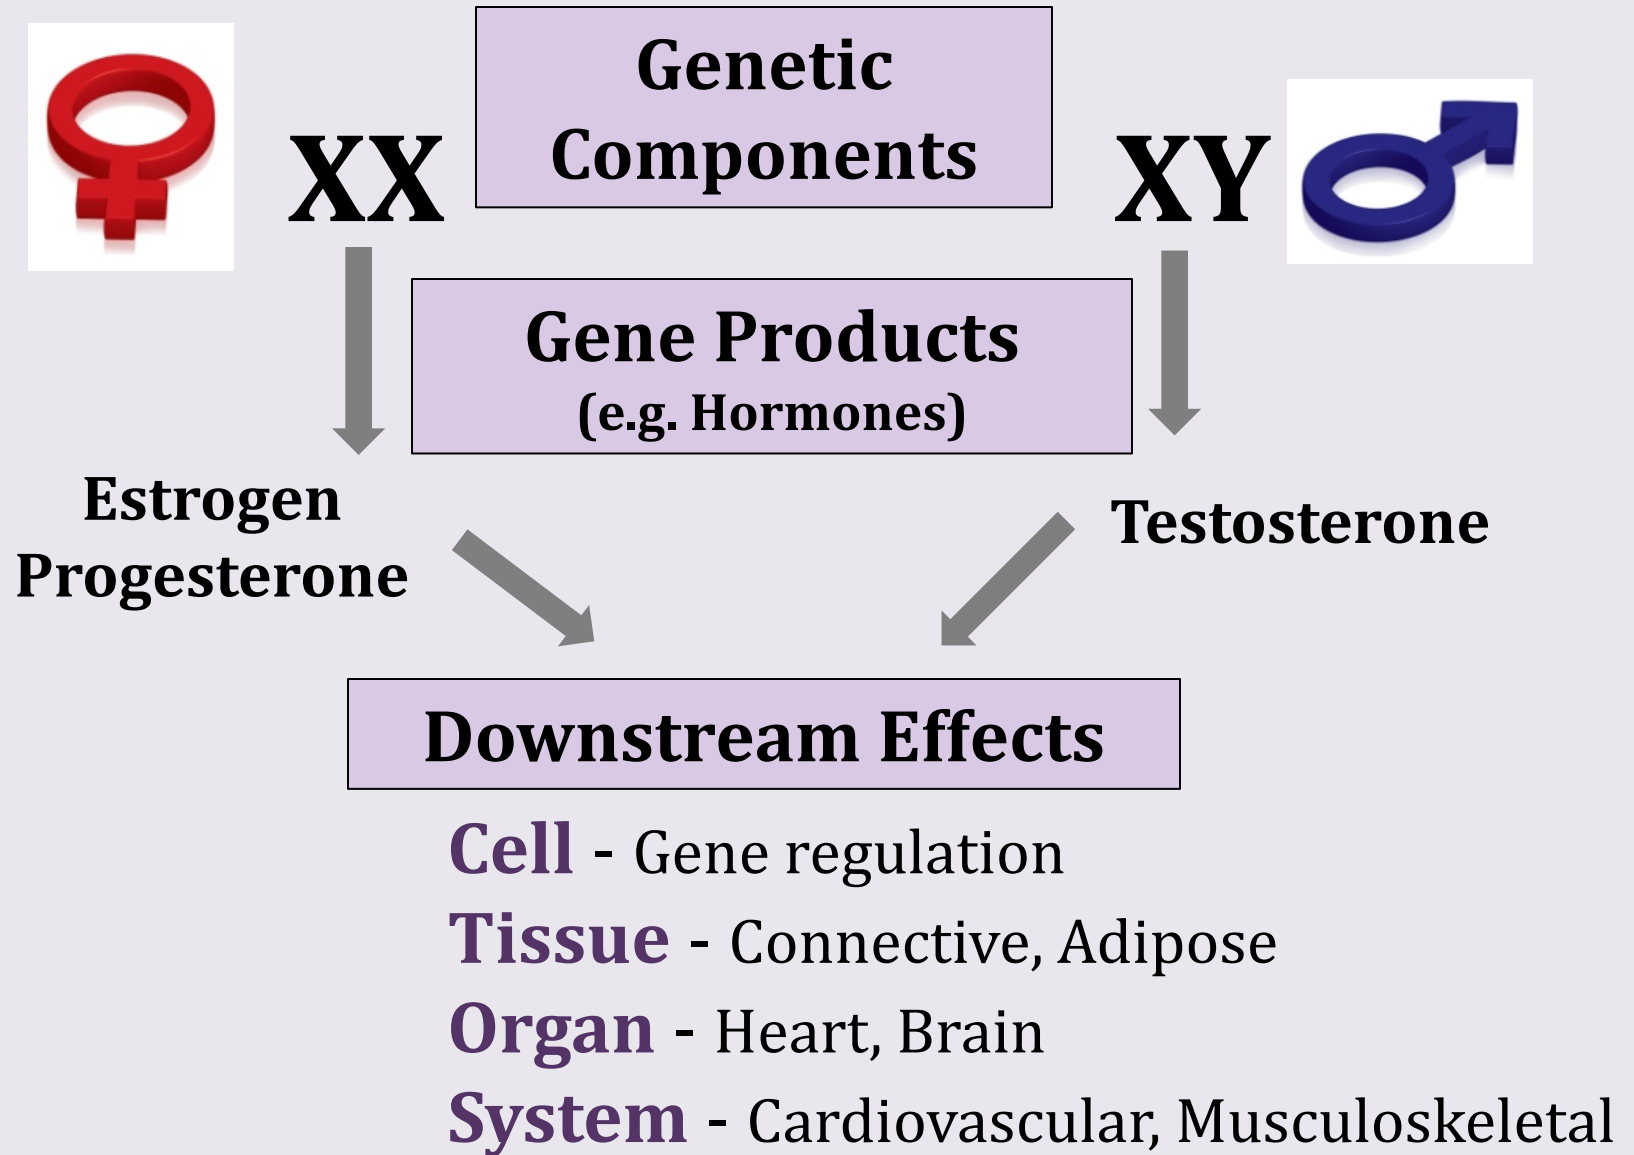 Genetic
Components
XX
XY
Gene Products
(e.g. Hormones)
Estrogen
Progesterone
Testosterone
Downstream Effects
Cell - Gene regulation
Tissue - Connective, Adipose
Organ - Heart, Brain
System - Cardiovascular, Musculoskeletal